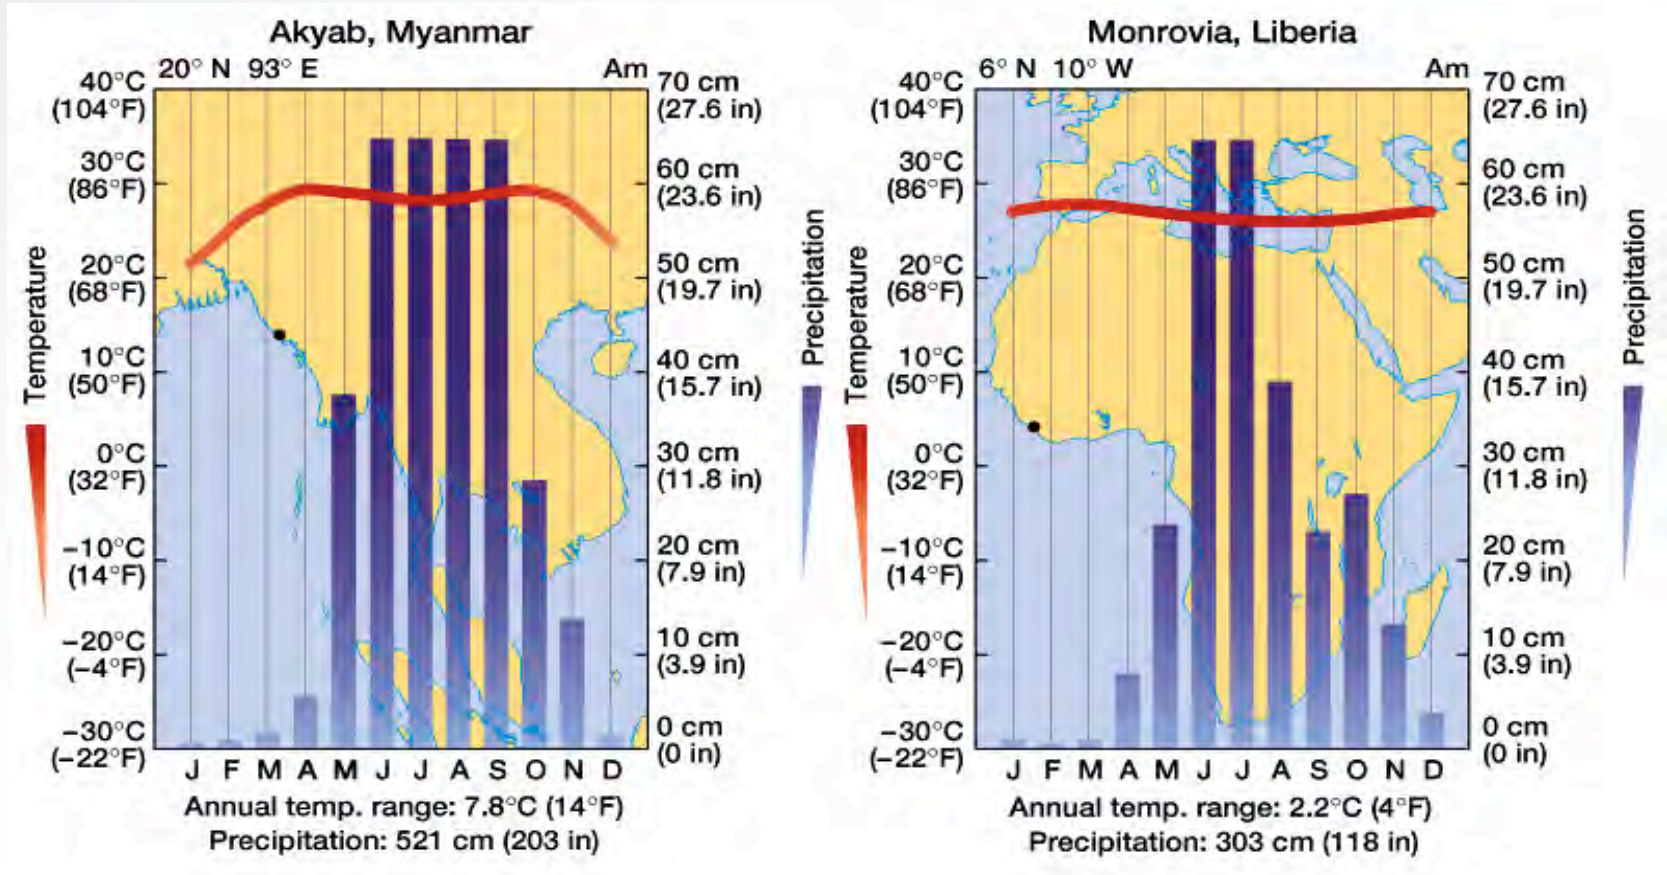 Akyab, Myanmar
20° N 93° E Am
40°C
(104°F)
30°C
(86°F)
20°C
(68°F)
10°C
(50°F)
0°C
(32°F)
−10°C
(14°F)
−20°C
(−4°F)
−30°C
(−22°F)
Temperature
70 cm
(27.6 in)
60 cm
(23.6 in)
50 cm
(19.7 in)
40 cm
(15.7 in)
30 cm
(11.8 in)
20 cm
(7.9 in)
10 cm
(3.9 in)
0 cm
(0 in)
Precipitation
J F M A M J J A S O N D
Annual temp. range: 7.8°C (14°F)
Precipitation: 521 cm (203 in)
Monrovia, Liberia
6° N 10° W Am
40°C
(104°F)
30°C
(86°F)
20°C
(68°F)
10°C
(50°F)
0°C
(32°F)
−10°C
(14°F)
−20°C
(−4°F)
−30°C
(−22°F)
Temperature
70 cm
(27.6 in)
60 cm
(23.6 in)
50 cm
(19.7 in)
40 cm
(15.7 in)
30 cm
(11.8 in)
20 cm
(7.9 in)
10 cm
(3.9 in)
0 cm
(0 in)
Precipitation
J F M A M J J A S O N D
Annual temp. range: 2.2°C (4°F)
Precipitation: 303 cm (118 in)